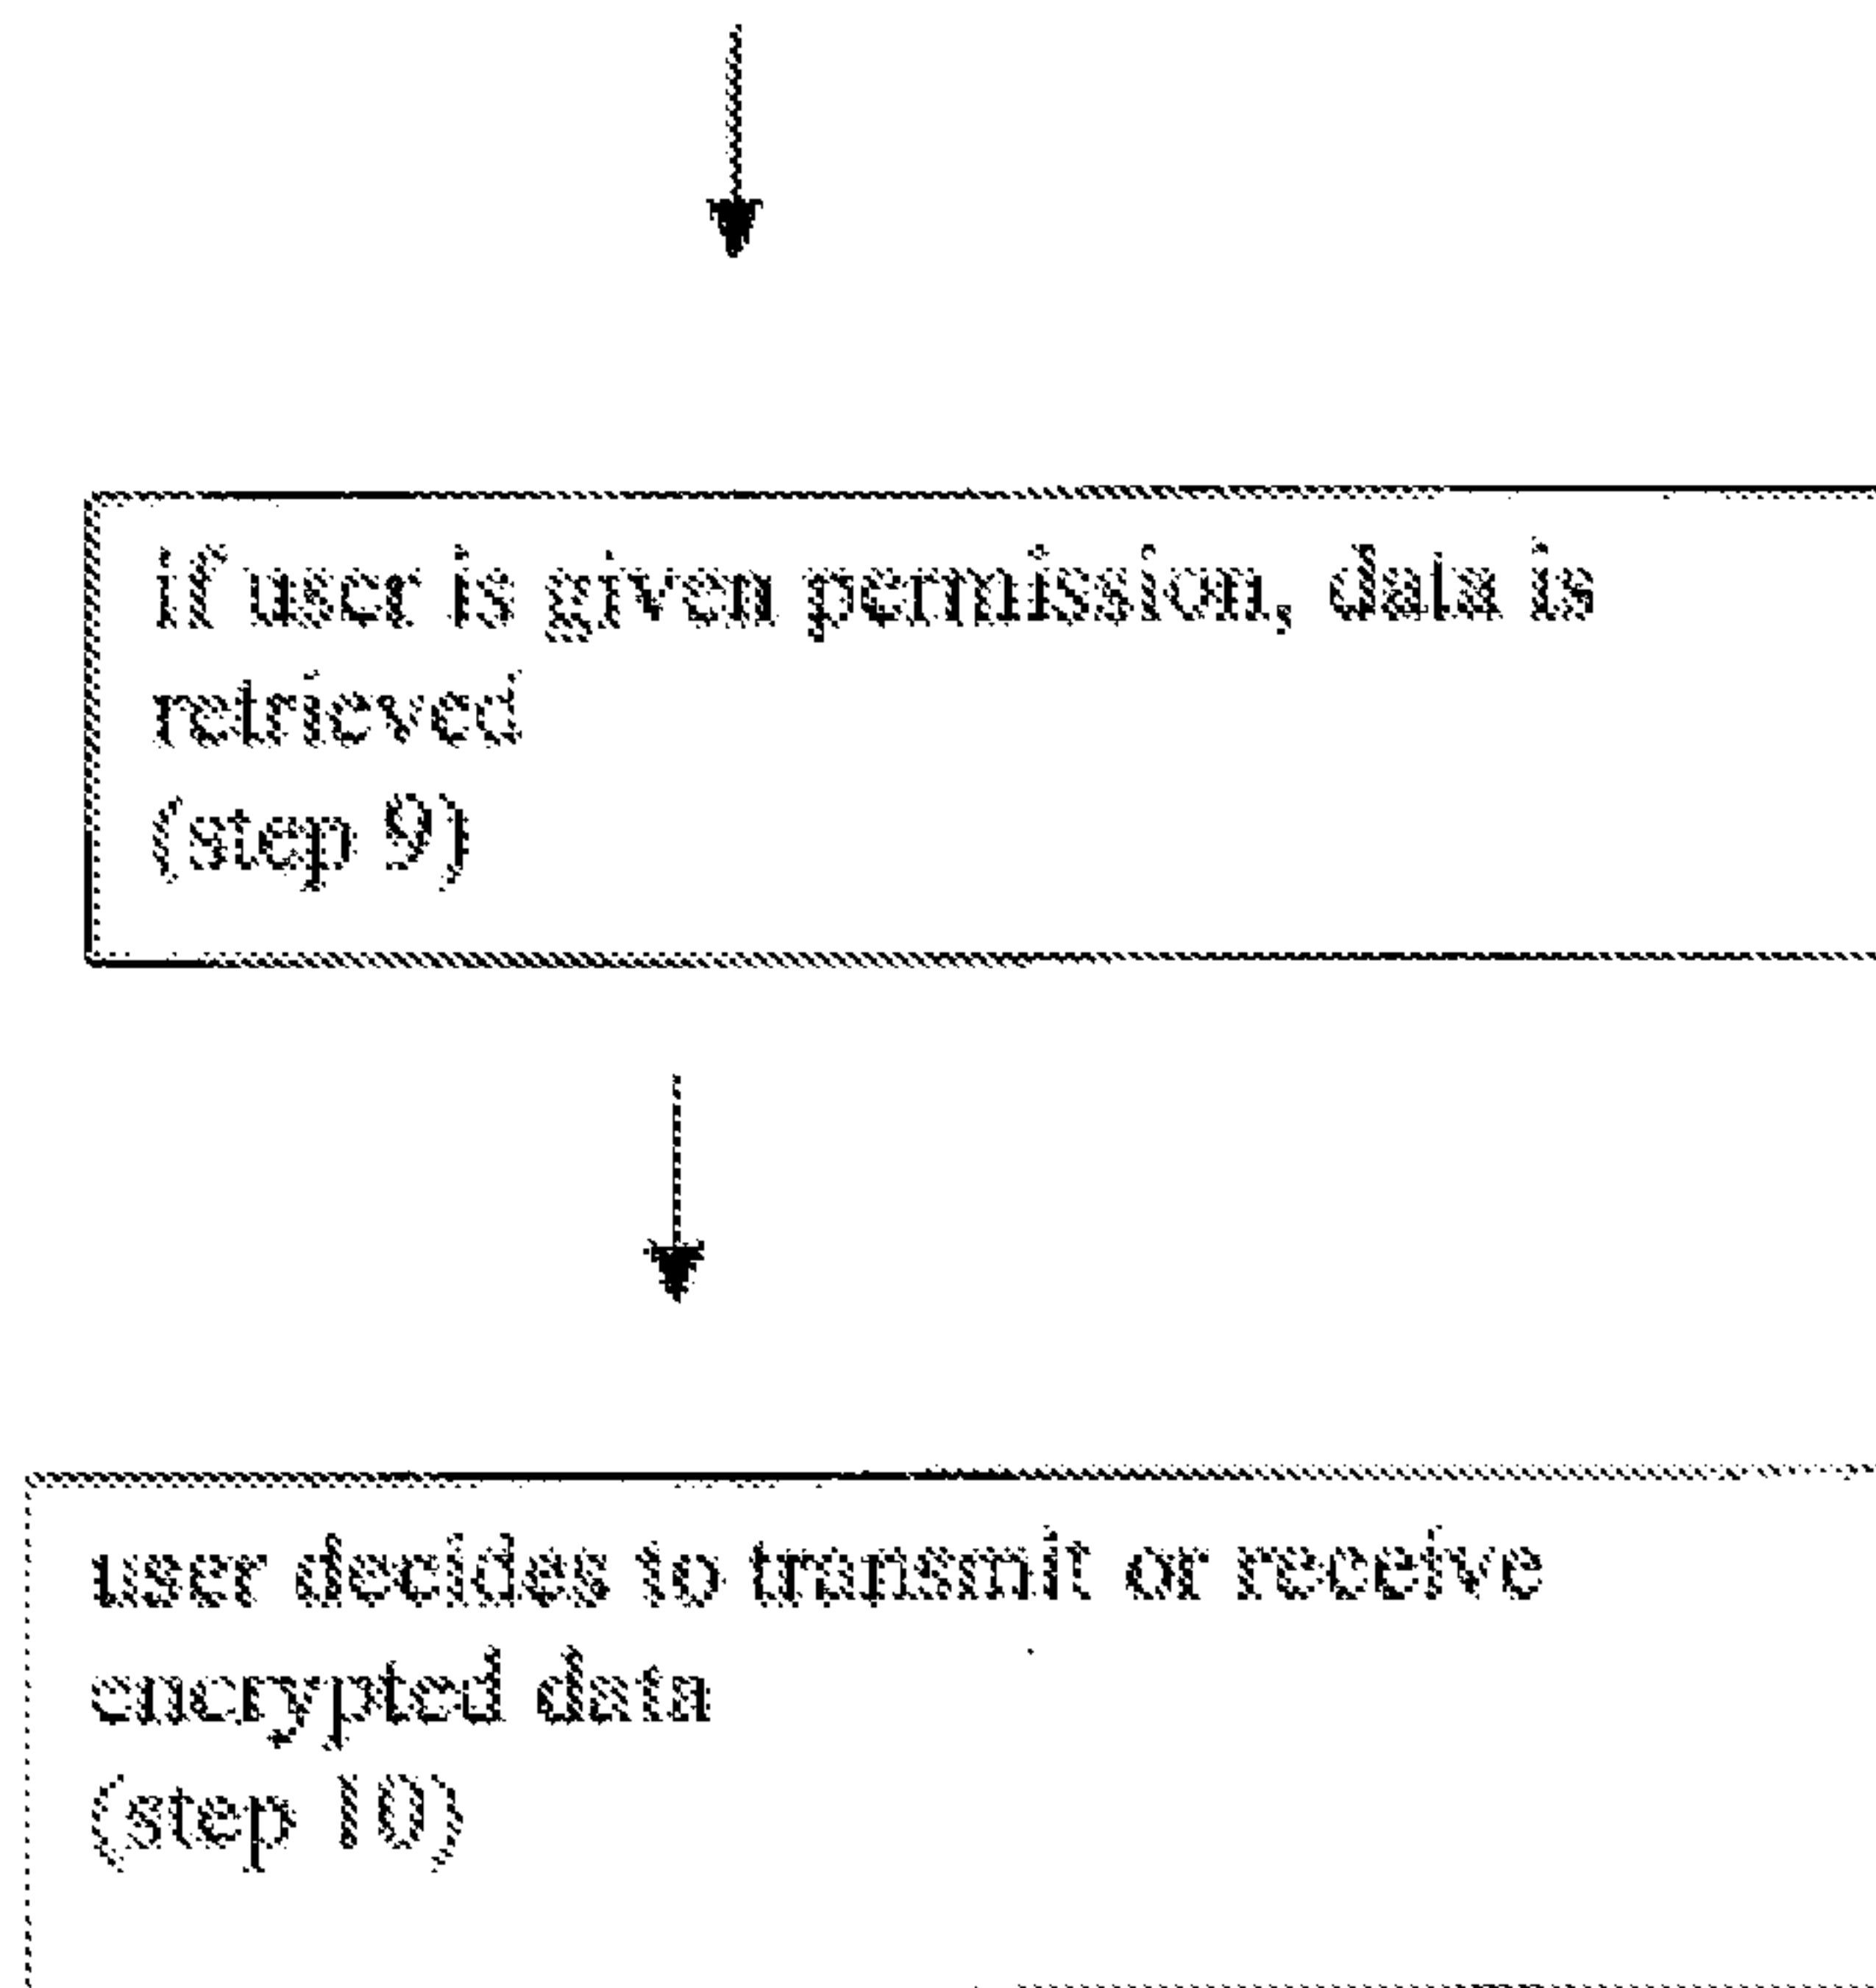 if user is given permission, data is
retrieved
(step 9)
user decides to transmit or receive
encrypted data
(step 10)